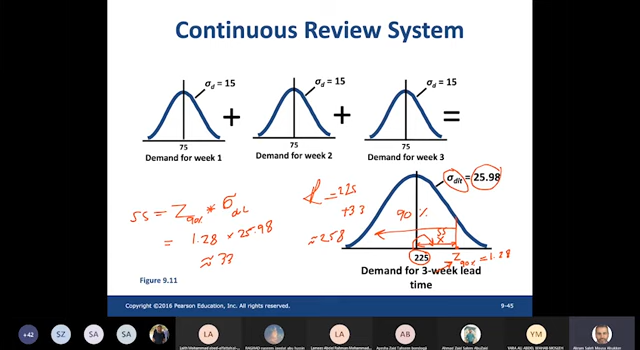 Continuous Review System
σd = 15
σd = 15
σd = 15
+
+
=
75
75
75
Demand for week 1
Demand for week 2
Demand for week 3
σdlt = 25.98
SS = Z90% * σdlt
= 1.28 × 25.98
≈ 33
R = 225
+33
≈ 258
90 %
SS
X
225
Z90% = 1.28
Demand for 3-week lead
time
Figure 9.11
Copyright ©2016 Pearson Education, Inc. All rights reserved.
9-45
+42
SZ
SA
SS
LA
LA
AB
YM